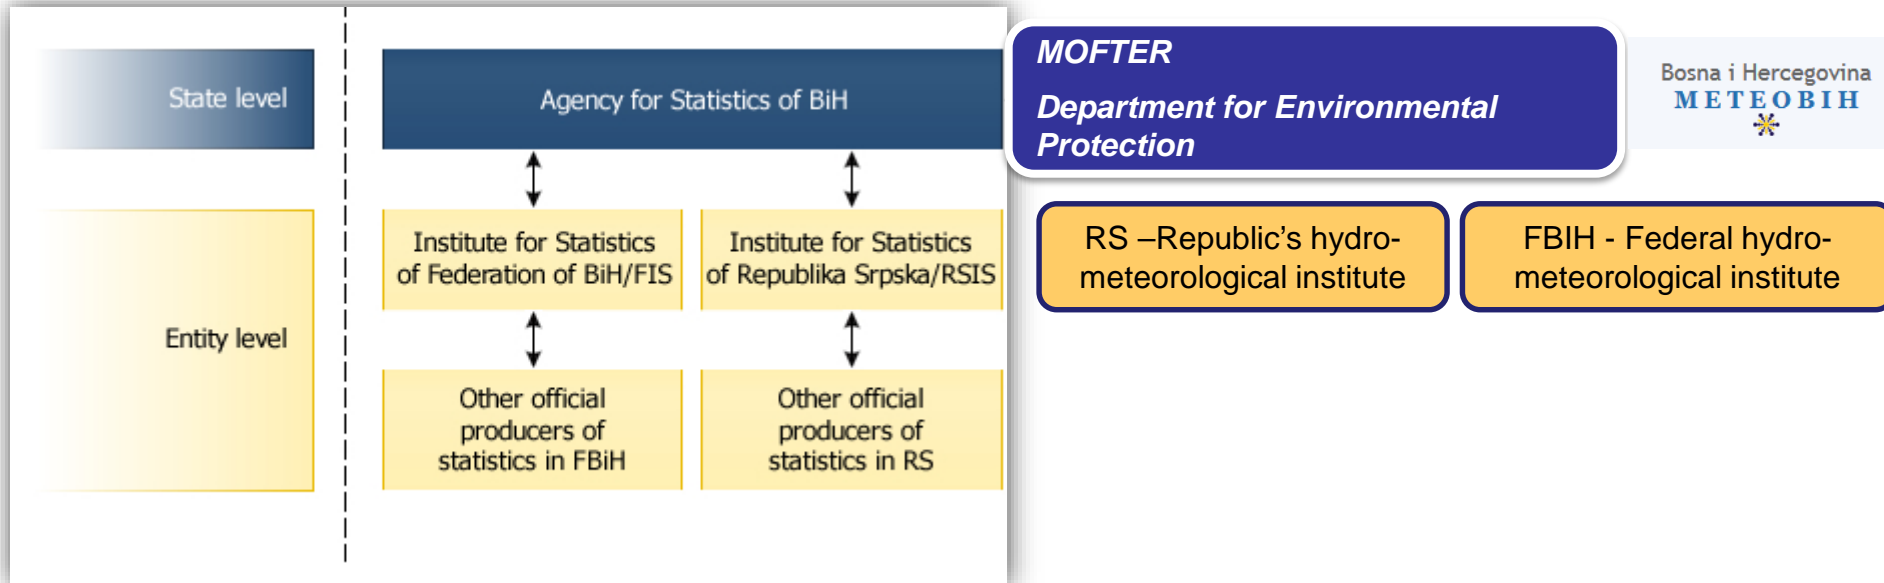 State level
Agency for Statistics of BiH
MOFTER
Department for Environmental
Protection
Bosna i Hercegovina
METEOBIH
Entity level
Institute for Statistics
of Federation of BiH/FIS
Institute for Statistics
of Republika Srpska/RSIS
RS –Republic's hydro-
meteorological institute
FBIH - Federal hydro-
meteorological institute
Other official
producers of
statistics in FBiH
Other official
producers of
statistics in RS